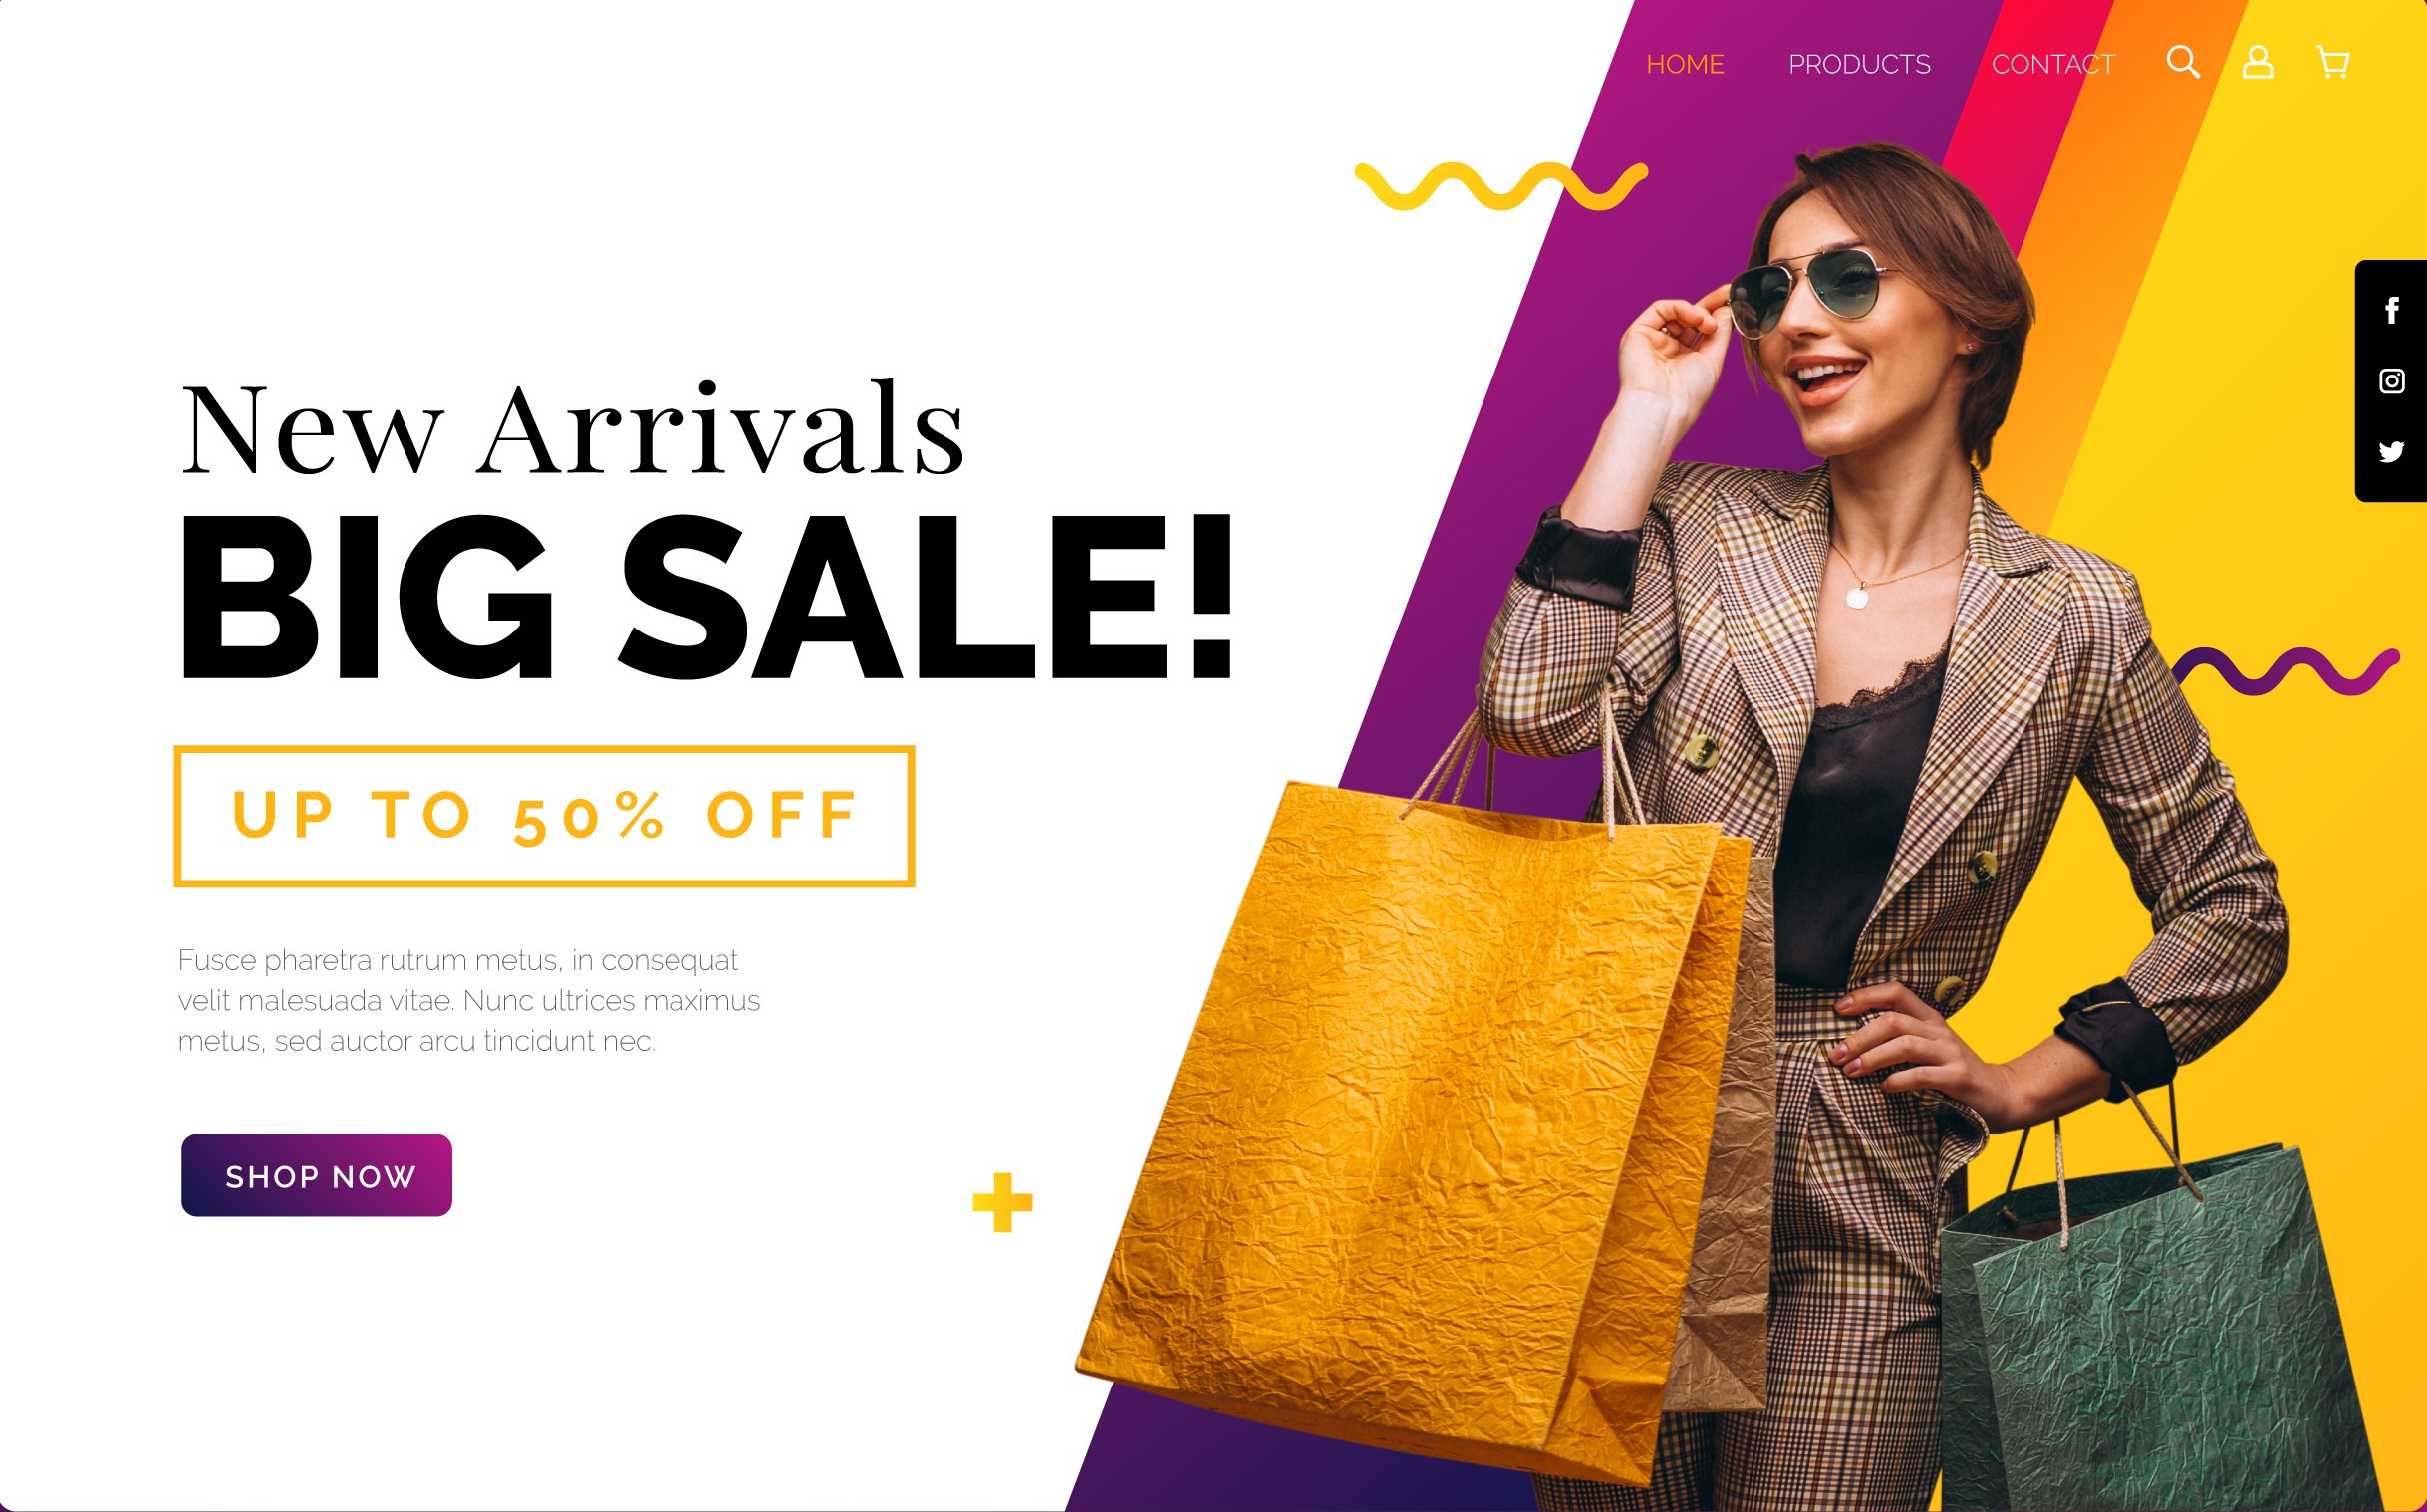 HOME PRODUCTS CONTACT
New Arrivals
BIG SALE!
UP TO 50% OFF
Fusce pharetra rutrum metus, in consequat
velit malesuada vitae. Nunc ultrices maximus
metus, sed auctor arcu tincidunt nec.
SHOP NOW